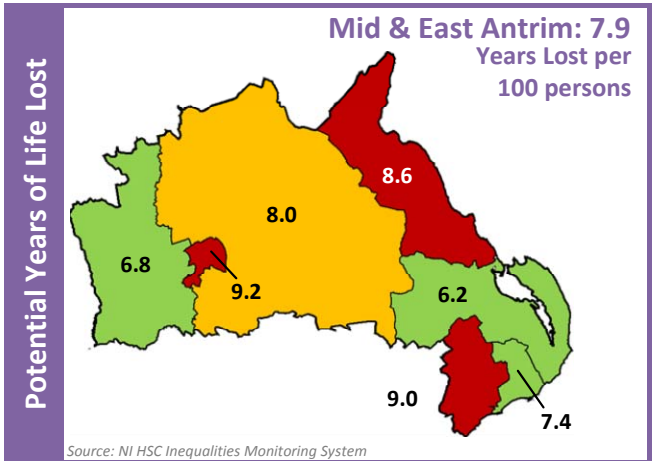 Potential Years of Life Lost
Mid & East Antrim: 7.9
Years Lost per
100 persons
8.6
8.0
6.8
9.2
6.2
9.0
7.4
Source: NI HSC Inequalities Monitoring System